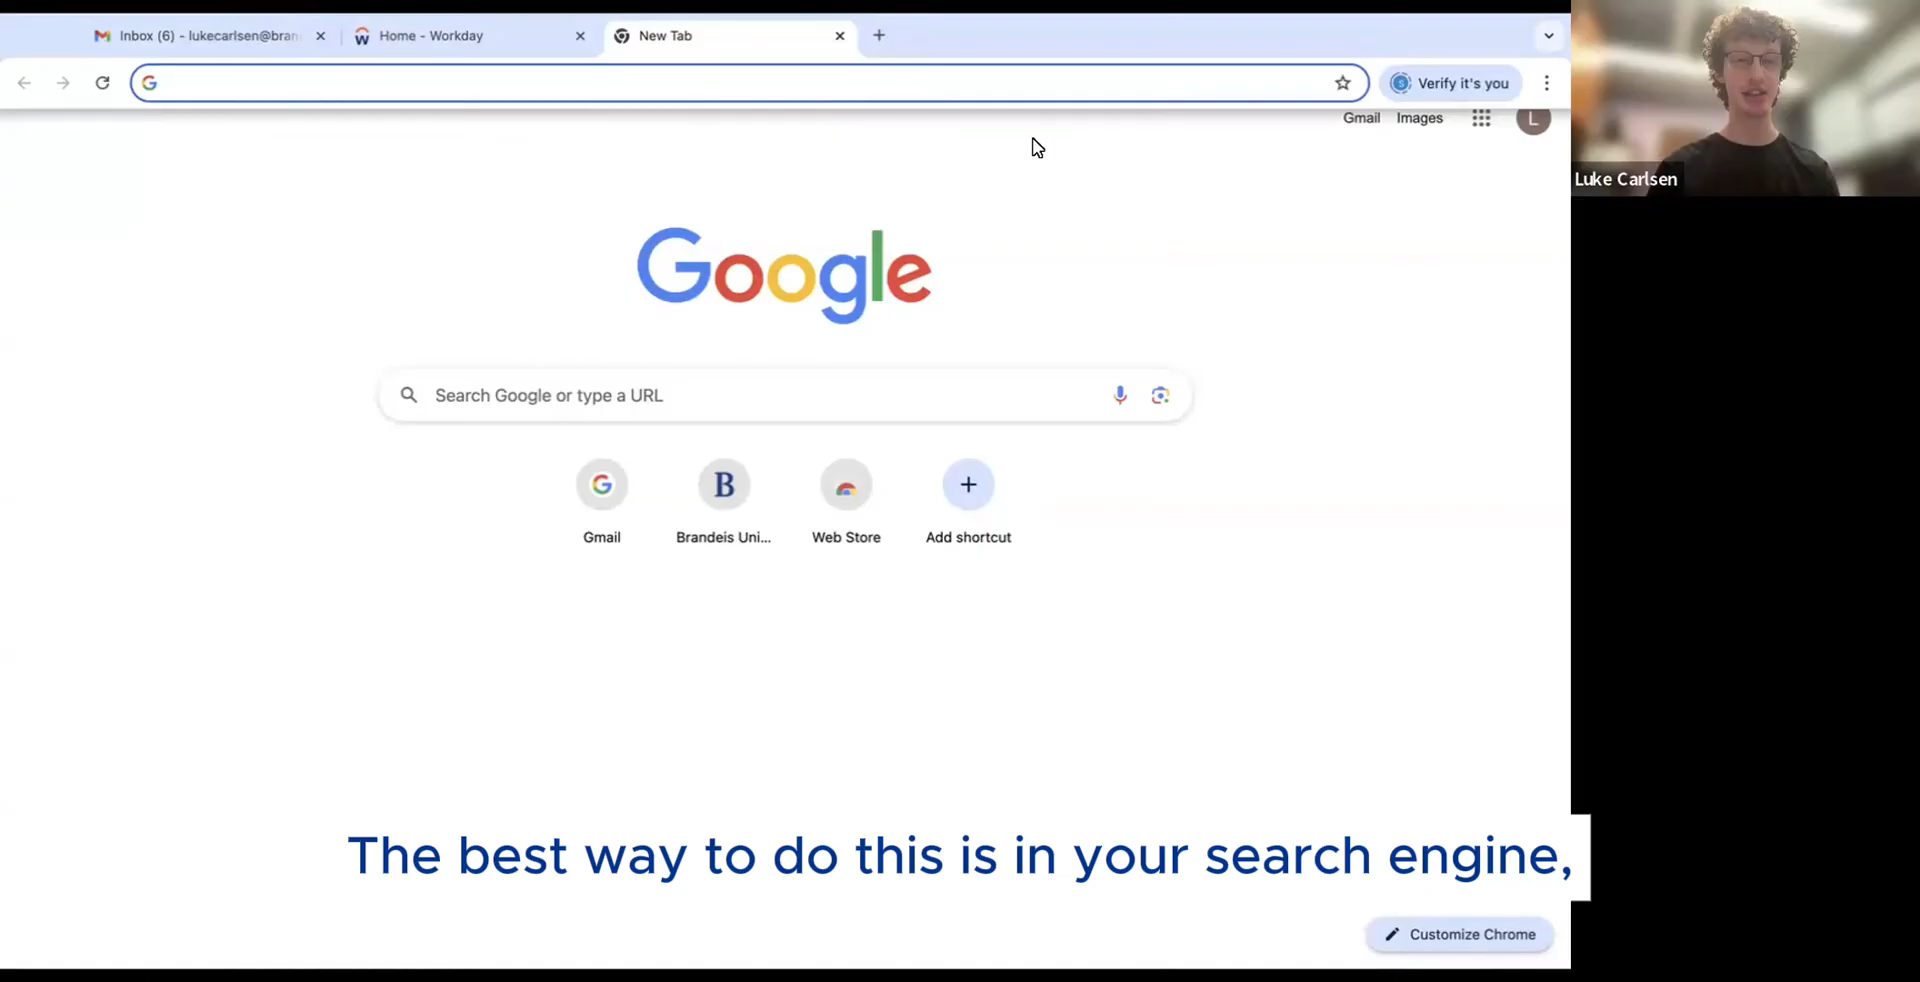 Inbox (6) - lukecarlsen@bran
Home - Workday
New Tab
Verify it's you
Gmail
Images
L
Luke Carlsen
Google
Search Google or type a URL
B
Gmail
Brandeis Uni...
Web Store
Add shortcut
The best way to do this is in your search engine,
Customize Chrome